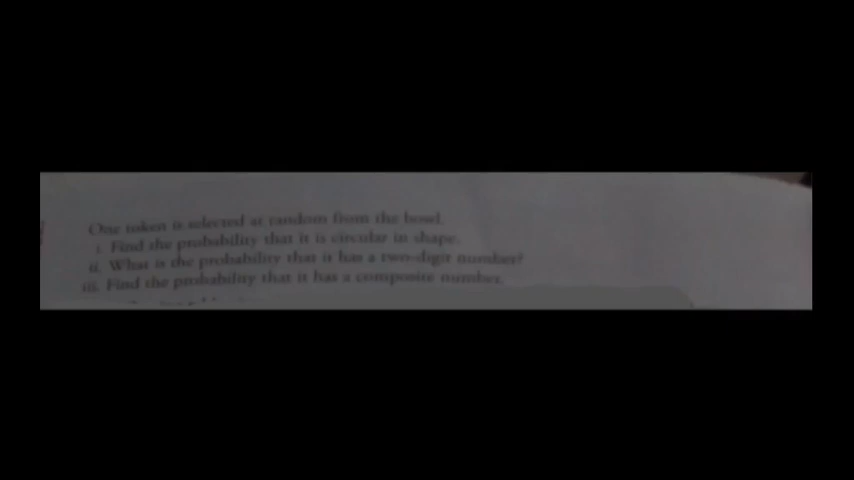 One token is selected at random from the bowl.
i. Find the probability that it is circular in shape.
ii. What is the probability that it has a two-digit number?
iii. Find the probability that it has a composite number.